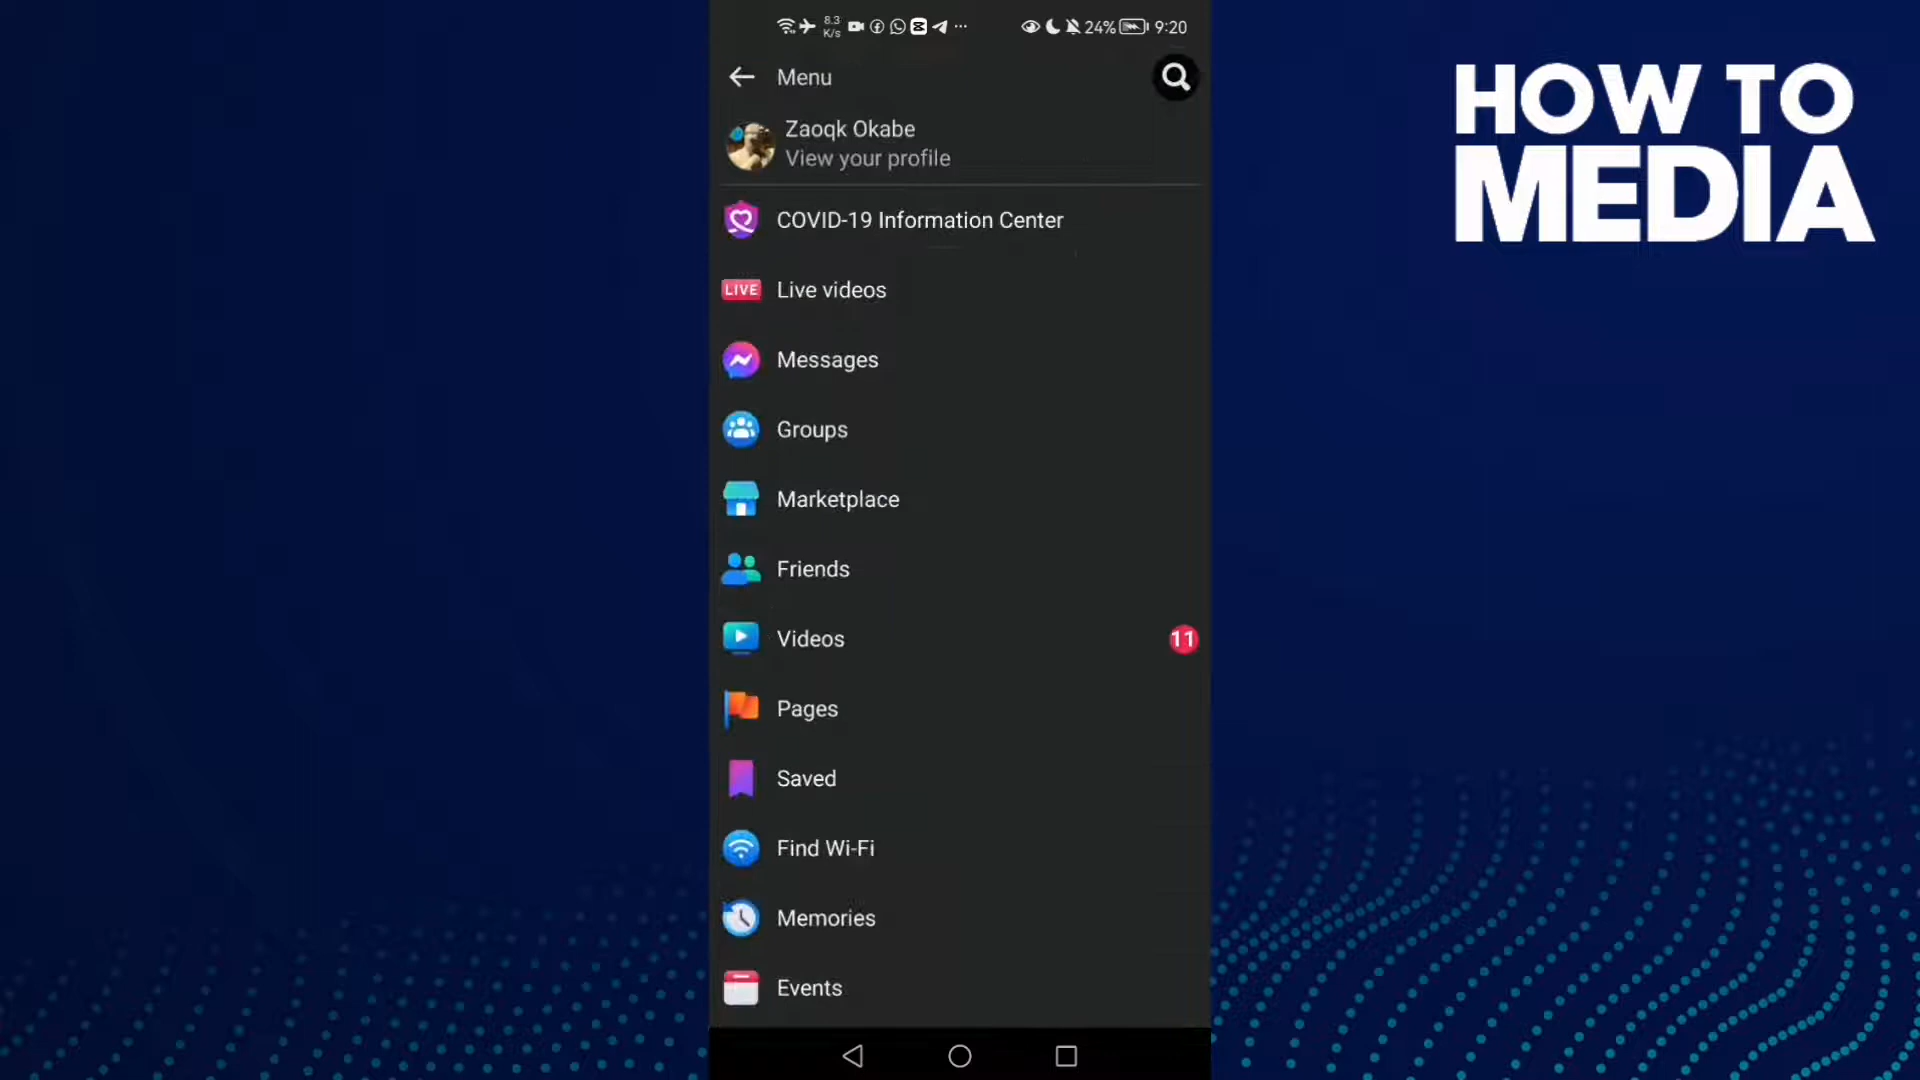 8.3
K/s
24%
9:20
Menu
Zaoqk Okabe
View your profile
COVID-19 Information Center
LIVE
Live videos
Messages
Groups
Marketplace
Friends
Videos
11
Pages
Saved
Find Wi-Fi
Memories
Events
HOW TO
MEDIA